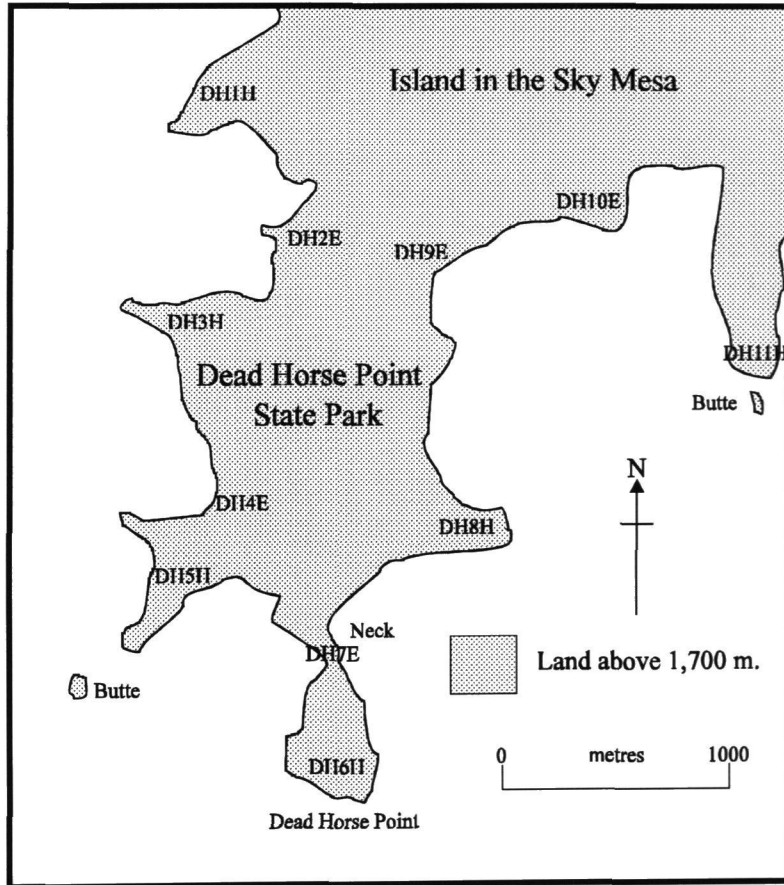 Island in the Sky Mesa
DH1H
DH10E
DH2E
DH9E
DH3H
DH11H
Dead Horse Point
State Park
Butte
N
DH4E
DH8H
DH5H
Neck
DH7E
Land above 1,700 m.
Butte
0 metres 1000
DH6H
Dead Horse Point